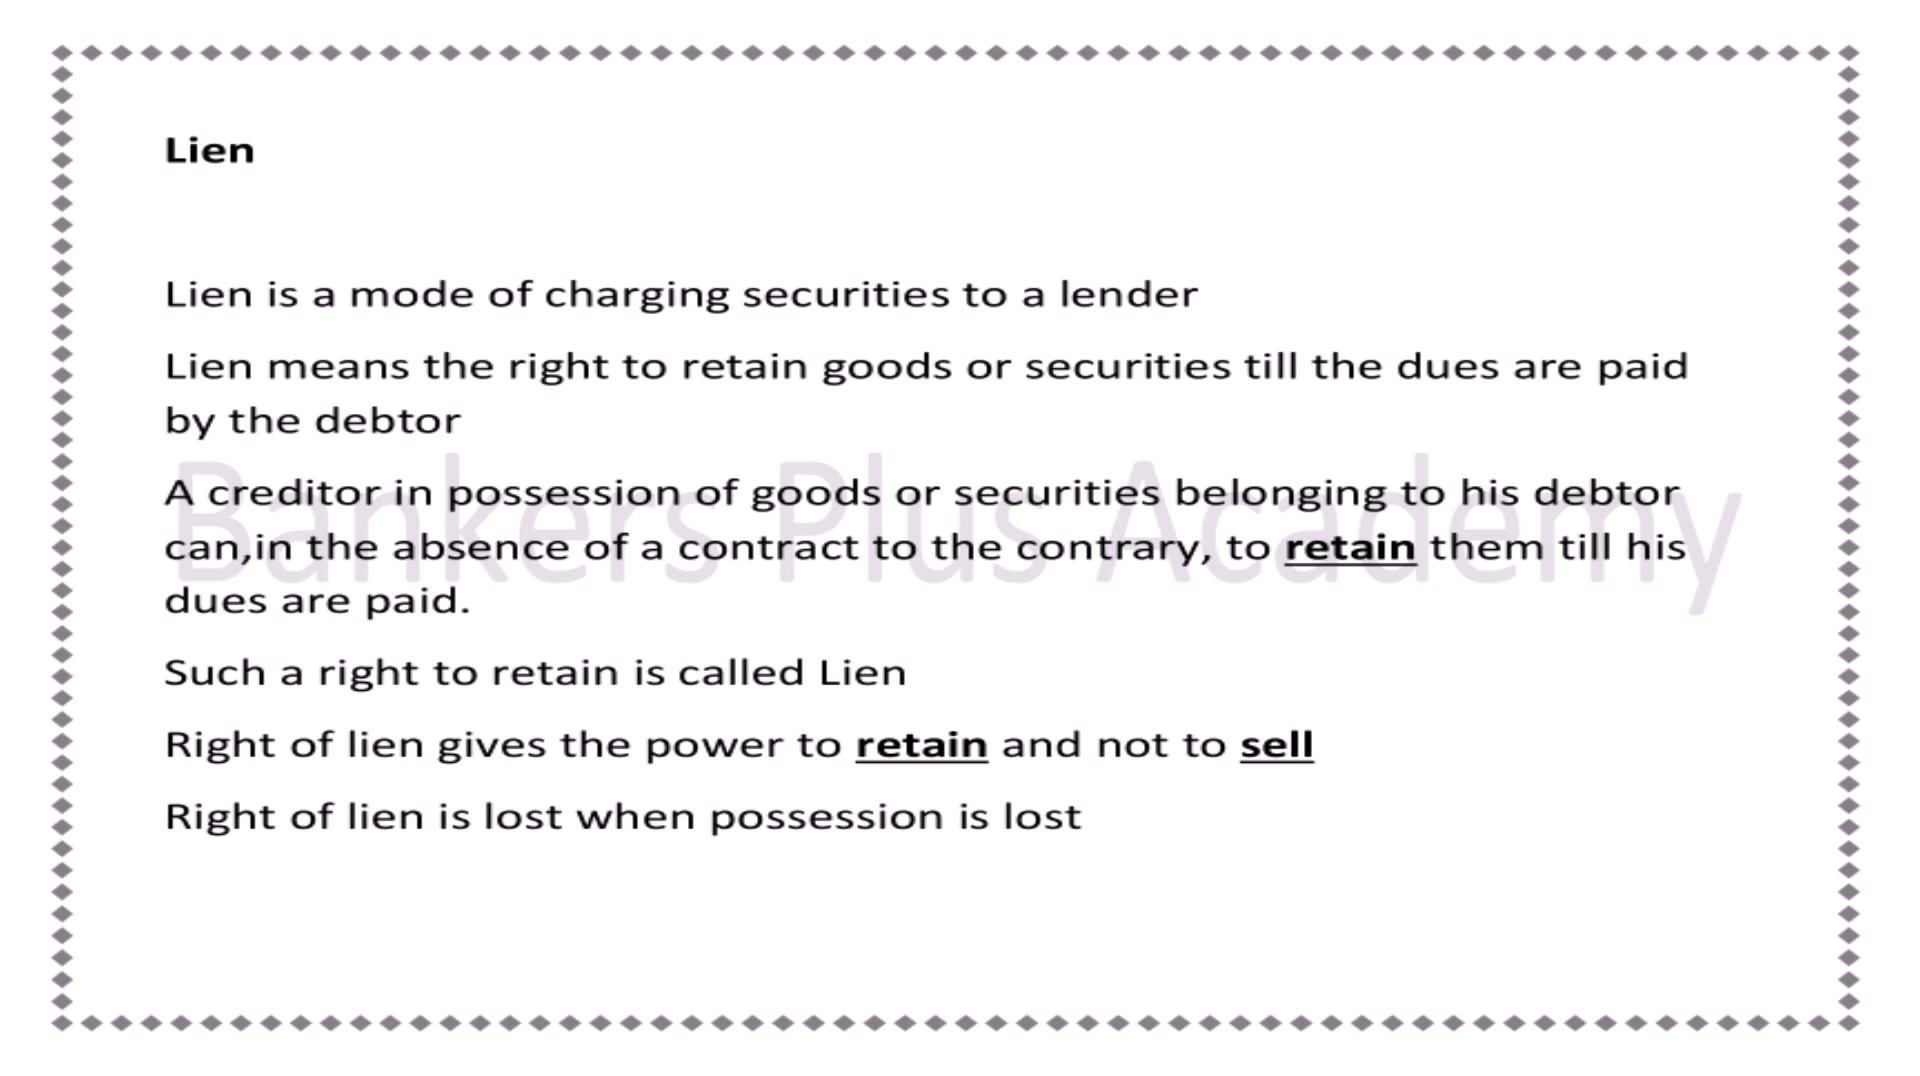 Lien
Lien is a mode of charging securities to a lender
Lien means the right to retain goods or securities till the dues are paid
by the debtor
Bankers Plus Academy
A creditor in possession of goods or securities belonging to his debtor
can,in the absence of a contract to the contrary, to retain them till his
dues are paid.
Such a right to retain is called Lien
Right of lien gives the power to retain and not to sell
Right of lien is lost when possession is lost